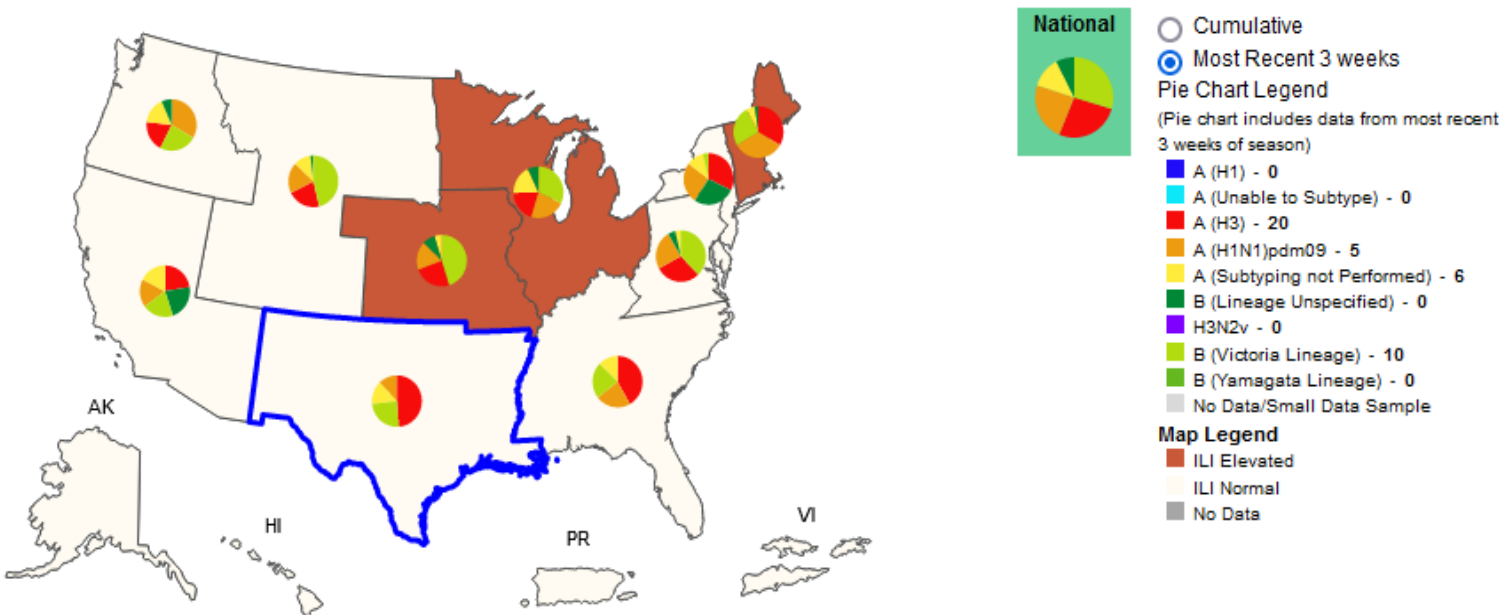 National
Cumulative
Most Recent 3 weeks
Pie Chart Legend
(Pie chart includes data from most recent
3 weeks of season)
A (H1) - 0
A (Unable to Subtype) - 0
A (H3) - 20
A (H1N1)pdm09 - 5
A (Subtyping not Performed) - 6
B (Lineage Unspecified) - 0
H3N2v - 0
B (Victoria Lineage) - 10
B (Yamagata Lineage) - 0
No Data/Small Data Sample
Map Legend
ILI Elevated
ILI Normal
No Data
AK
HI
PR
VI